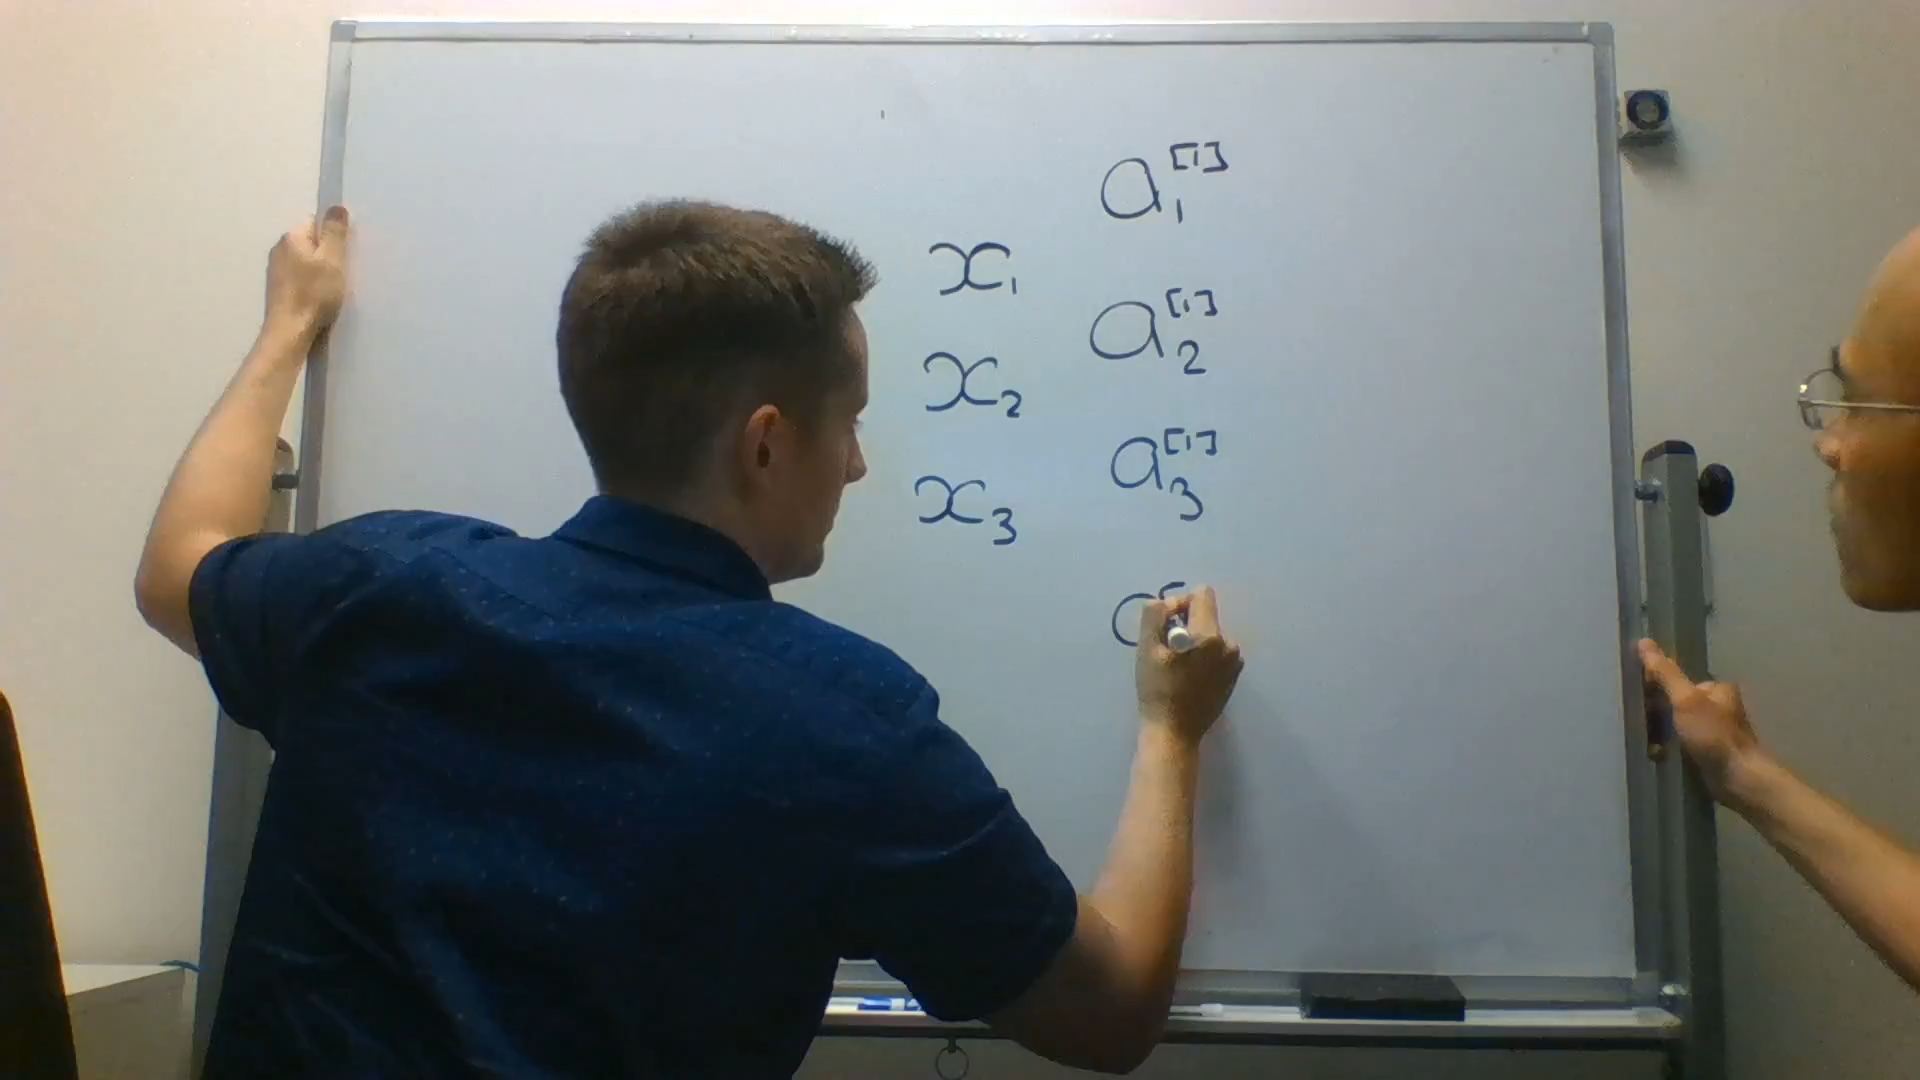 a₁^[1]
x₁
a₂^[1]
x₂
a₃^[1]
x₃
a^[